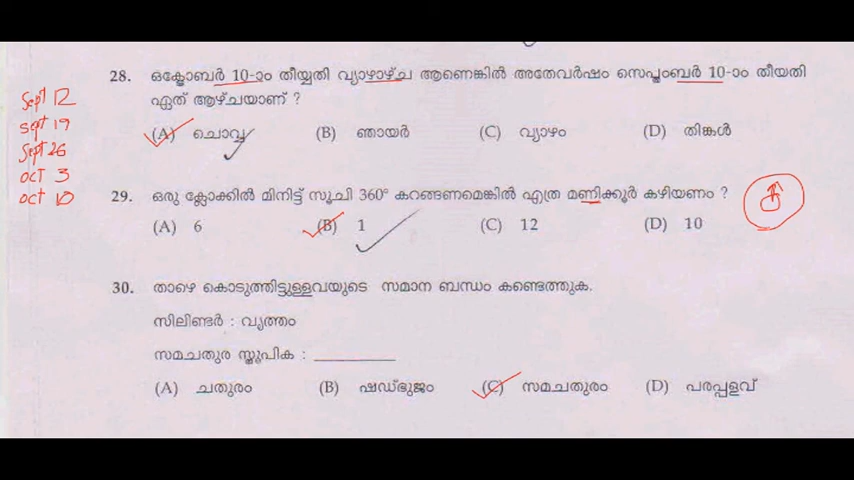 28. ഒക്ടോബർ 10-ാം തീയ്യതി വ്യാഴാഴ്ച ആണെങ്കിൽ അതേവർഷം സെപ്തംബർ 10-ാം തീയതി
ഏത് ആഴ്ചയാണ് ?
(A) ചൊവ്വ (B) ഞായർ (C) വ്യാഴം (D) തിങ്കൾ
Sept 12
Sept 19
Sept 26
Oct 3
Oct 10
29. ഒരു ക്ലോക്കിൽ മിനിട്ട് സൂചി 360° കറങ്ങണമെങ്കിൽ എത്ര മണിക്കൂർ കഴിയണം ?
(A) 6 (B) 1 (C) 12 (D) 10
30. താഴെ കൊടുത്തിട്ടുള്ളവയുടെ സമാന ബന്ധം കണ്ടെത്തുക.
സിലിണ്ടർ : വൃത്തം
സമചതുര സ്തൂപിക : ___________
(A) ചതുരം (B) ഷഡ്ഭുജം (C) സമചതുരം (D) പരപ്പളവ്